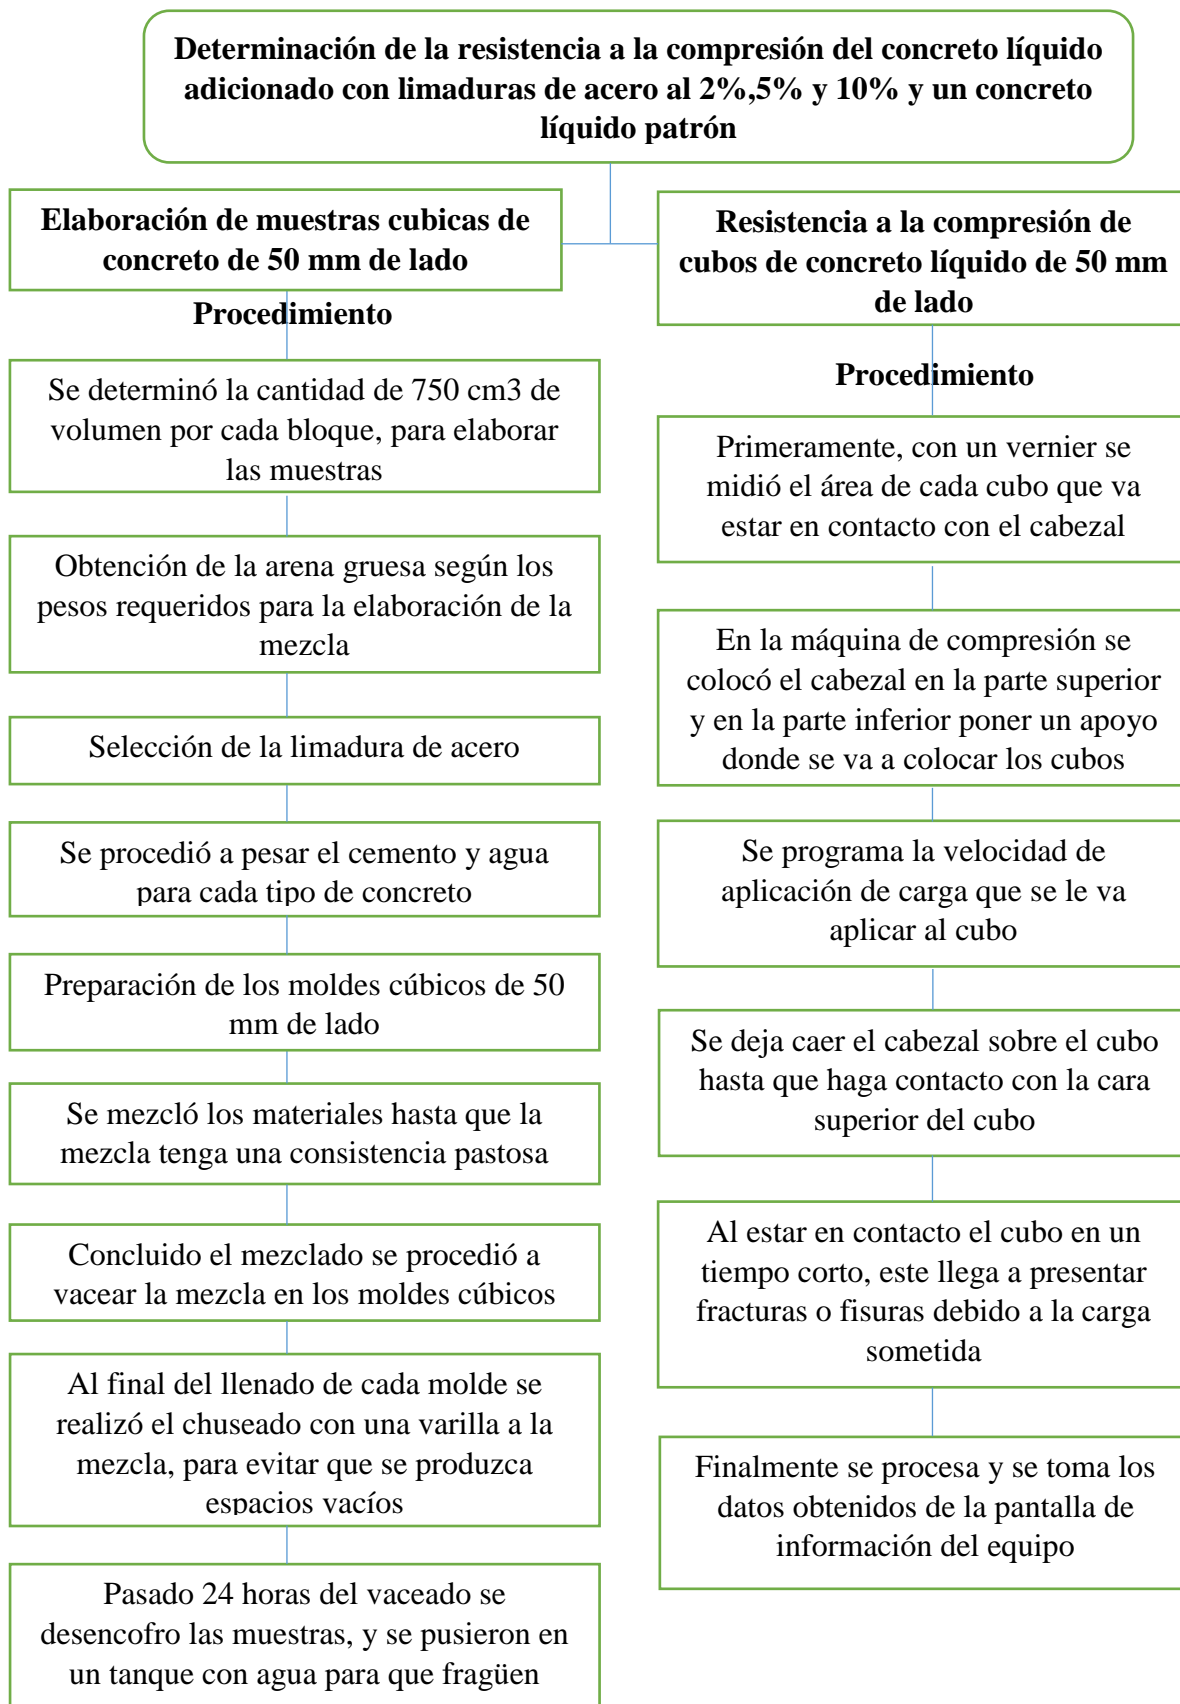 Determinación de la resistencia a la compresión del concreto líquido
adicionado con limaduras de acero al 2%,5% y 10% y un concreto
líquido patrón
Elaboración de muestras cubicas de
concreto de 50 mm de lado
Procedimiento
Se determinó la cantidad de 750 cm3 de
volumen por cada bloque, para elaborar
las muestras
Obtención de la arena gruesa según los
pesos requeridos para la elaboración de la
mezcla
Selección de la limadura de acero
Se procedió a pesar el cemento y agua
para cada tipo de concreto
Preparación de los moldes cúbicos de 50
mm de lado
Se mezcló los materiales hasta que la
mezcla tenga una consistencia pastosa
Concluido el mezclado se procedió a
vacear la mezcla en los moldes cúbicos
Al final del llenado de cada molde se
realizó el chuseado con una varilla a la
mezcla, para evitar que se produzca
espacios vacíos
Pasado 24 horas del vaceado se
desencofro las muestras, y se pusieron en
un tanque con agua para que fragüen
Resistencia a la compresión de
cubos de concreto líquido de 50 mm
de lado
Procedimiento
Primeramente, con un vernier se
midió el área de cada cubo que va
estar en contacto con el cabezal
En la máquina de compresión se
colocó el cabezal en la parte superior
y en la parte inferior poner un apoyo
donde se va a colocar los cubos
Se programa la velocidad de
aplicación de carga que se le va
aplicar al cubo
Se deja caer el cabezal sobre el cubo
hasta que haga contacto con la cara
superior del cubo
Al estar en contacto el cubo en un
tiempo corto, este llega a presentar
fracturas o fisuras debido a la carga
sometida
Finalmente se procesa y se toma los
datos obtenidos de la pantalla de
información del equipo